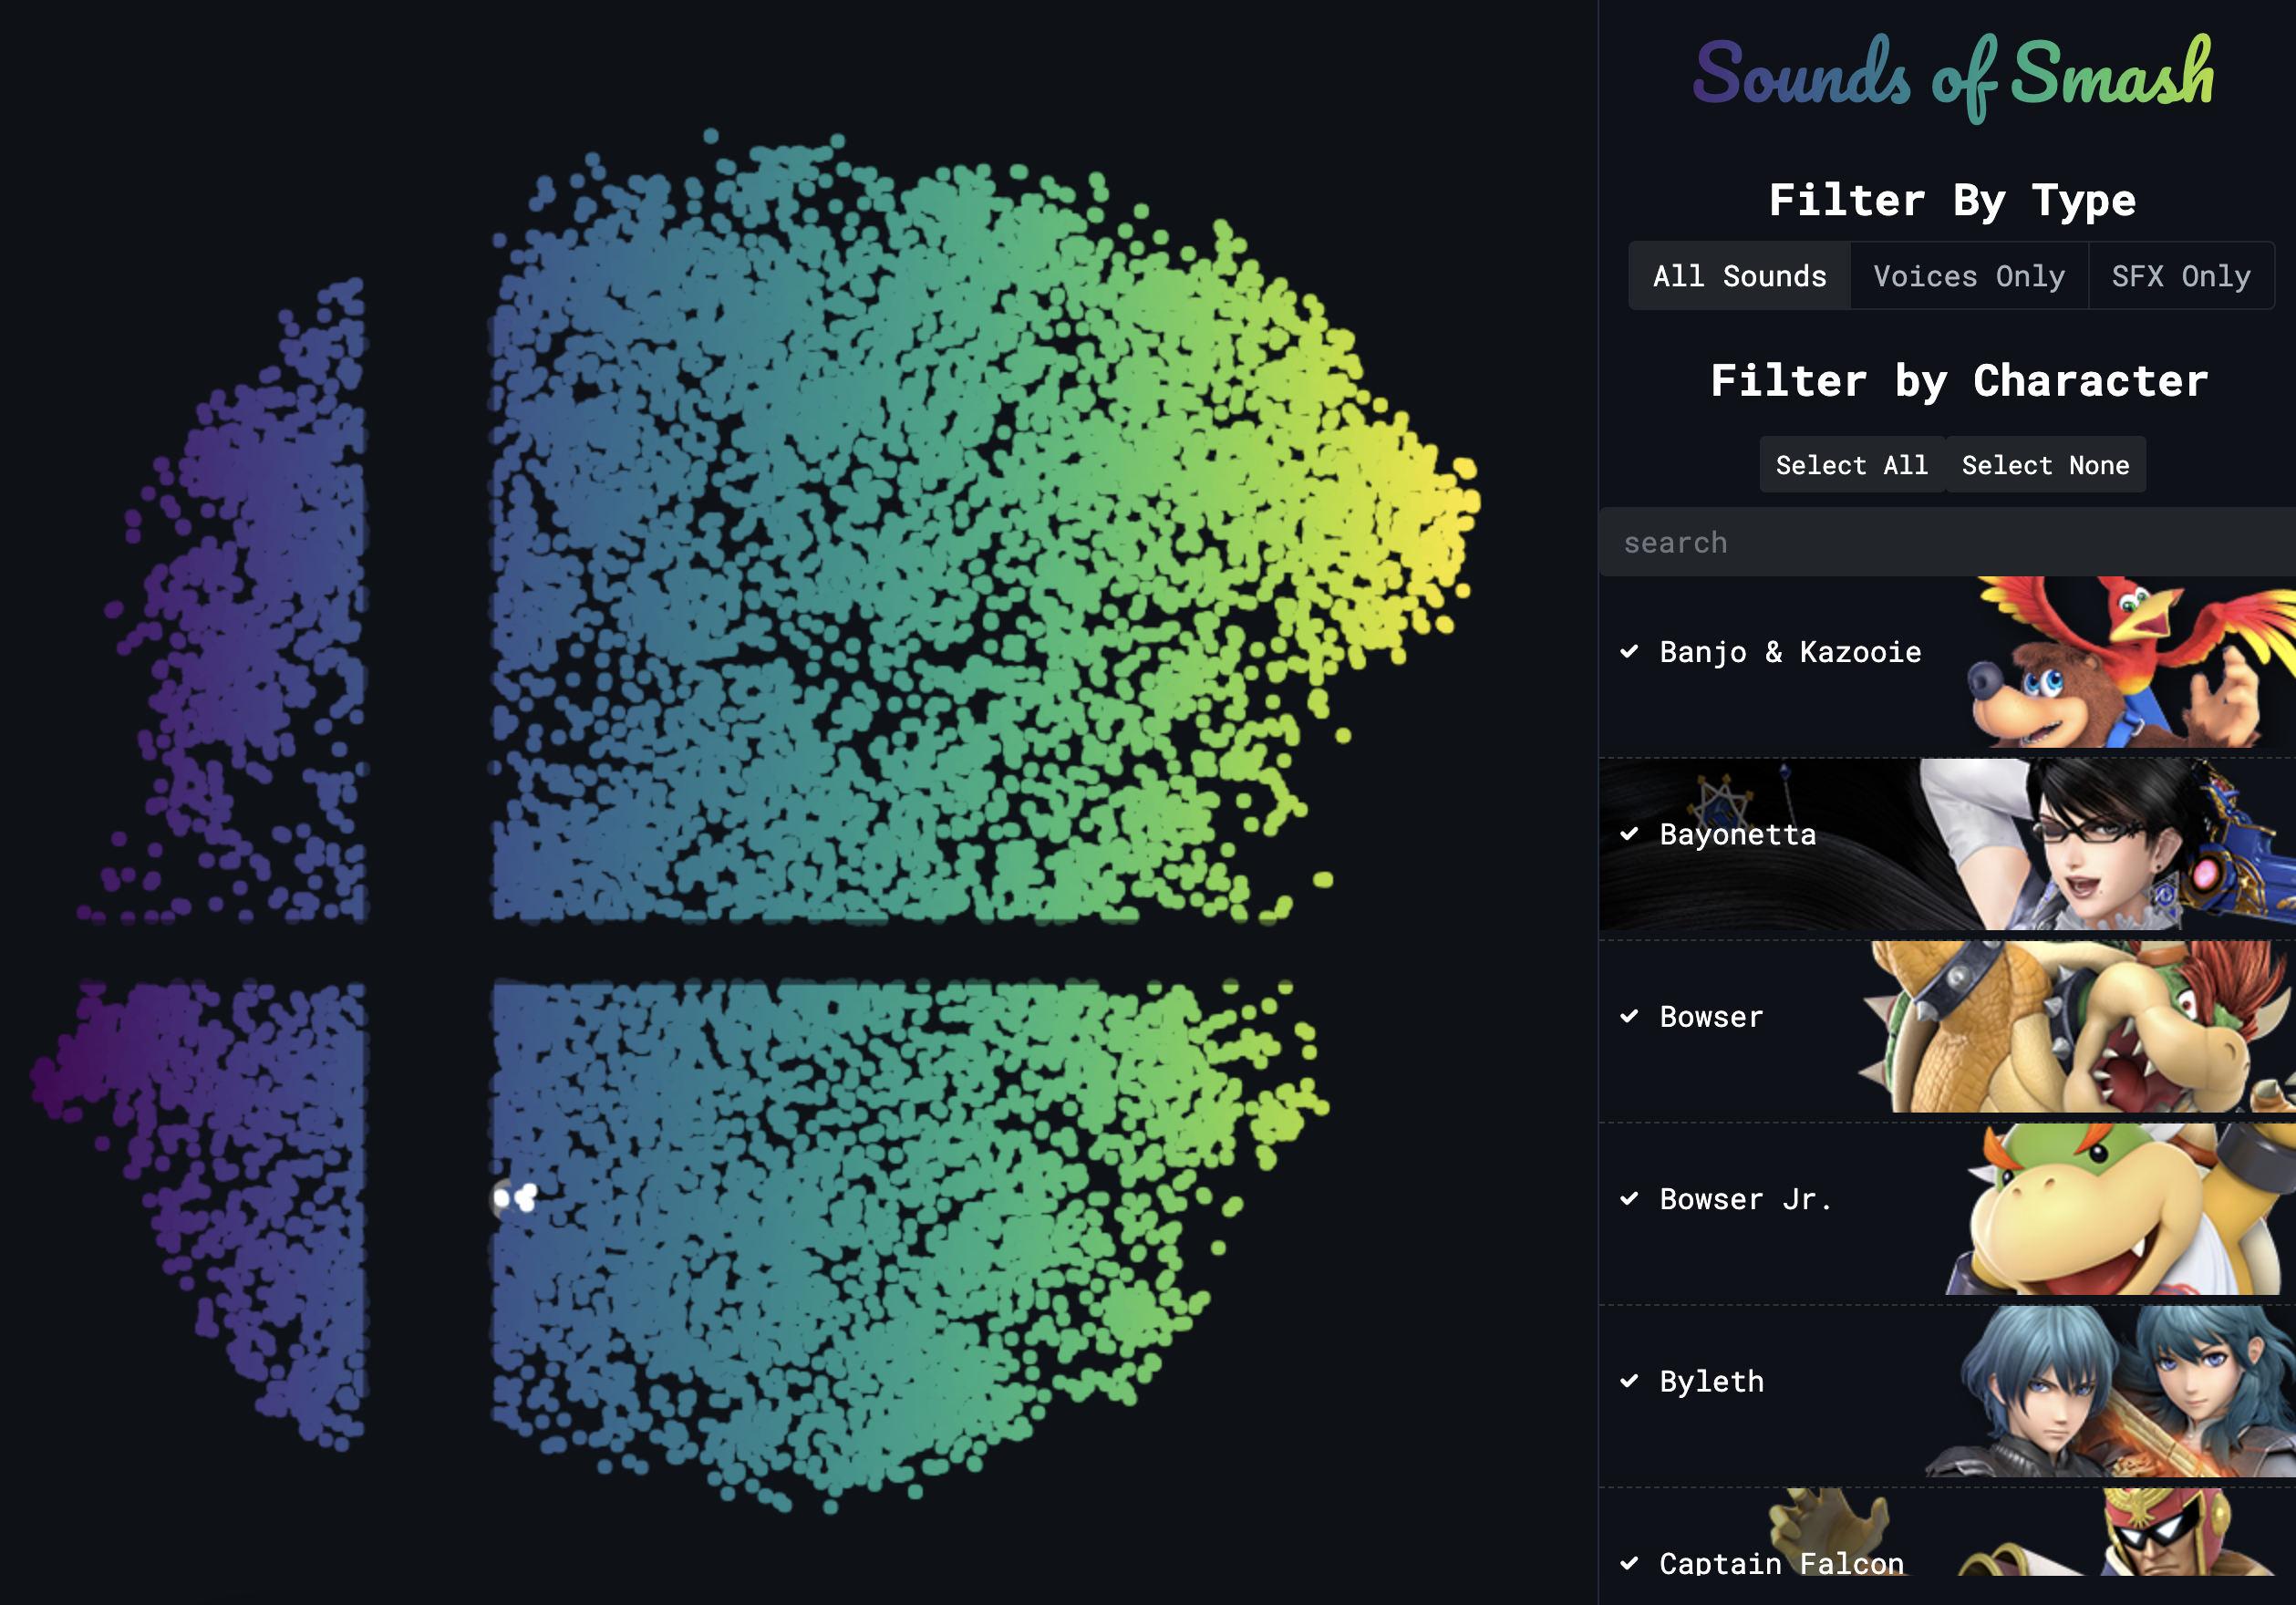 Sounds of Smash
Filter By Type
All Sounds Voices Only SFX Only
Filter by Character
Select All Select None
search
Banjo & Kazooie
Bayonetta
Bowser
Bowser Jr.
Byleth
Captain Falcon